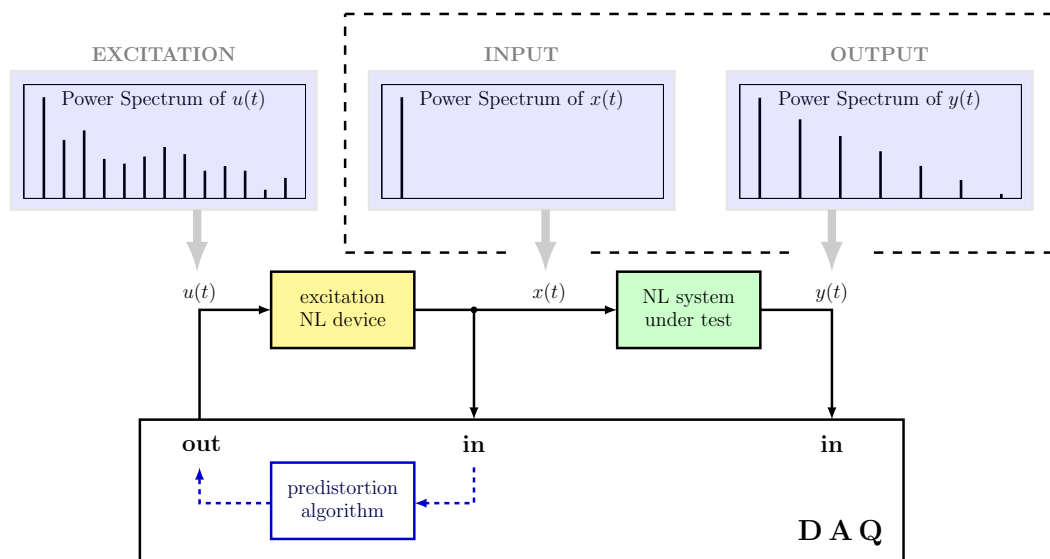 EXCITATION
INPUT
OUTPUT
Power Spectrum of u(t)
Power Spectrum of x(t)
Power Spectrum of y(t)
u(t)
excitation
NL device
x(t)
NL system
under test
y(t)
out
in
in
predistortion
algorithm
D A Q